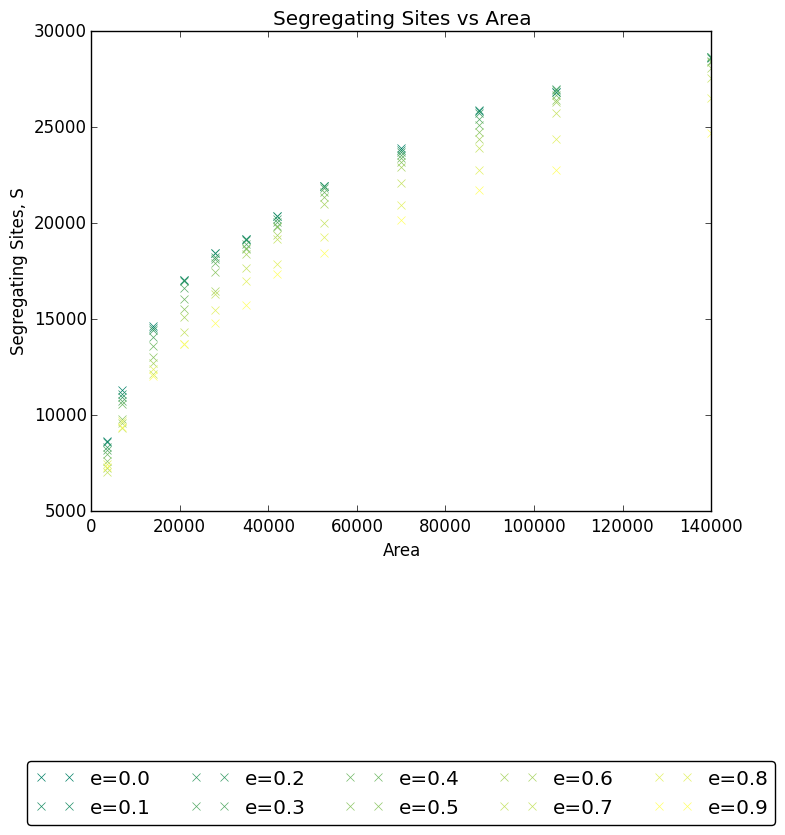 Segregating Sites vs Area
30000
25000
20000
15000
10000
5000
Segregating Sites, S
0 20000 40000 60000 80000 100000 120000 140000
Area
e=0.0 e=0.2 e=0.4 e=0.6 e=0.8
e=0.1 e=0.3 e=0.5 e=0.7 e=0.9